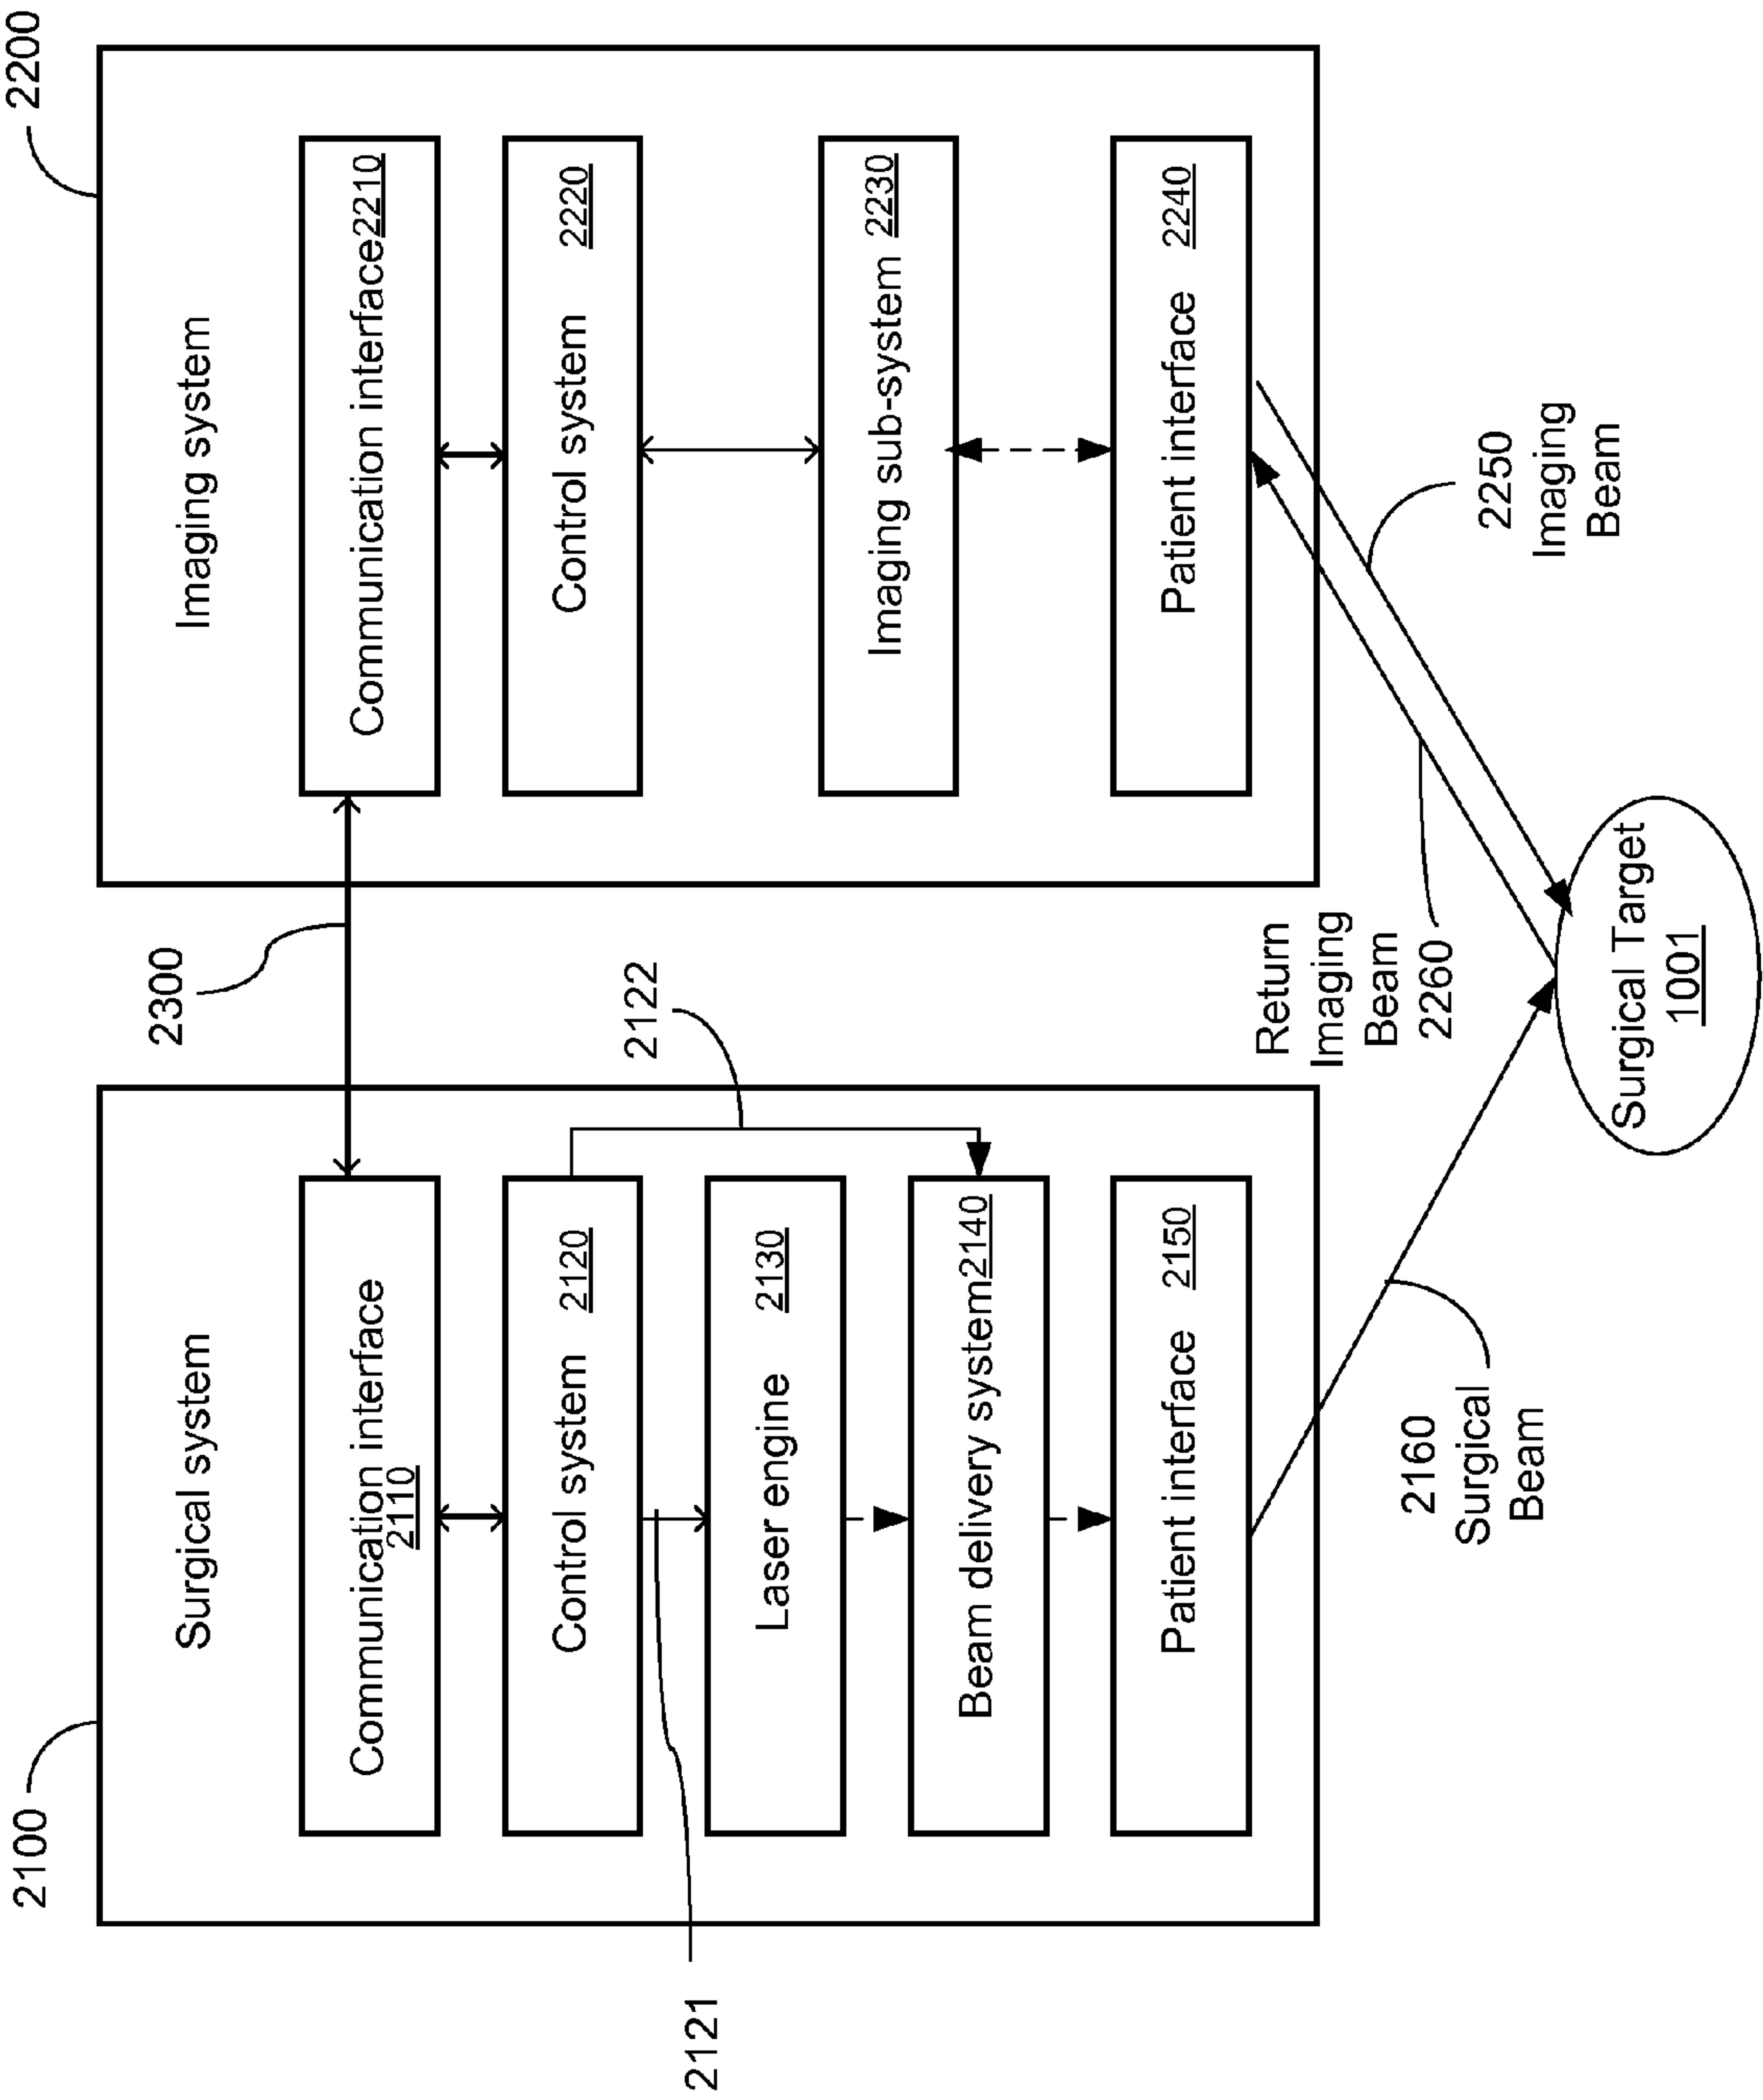 2100
2200
Surgical system
Imaging system
2300
Communication interface
2110
Communication interface2210
Control system 2120
Control system 2220
2121
2122
Laser engine 2130
Imaging sub-system 2230
Beam delivery system2140
Patient interface 2150
Patient interface 2240
Return
Imaging
Beam
2260
2160
Surgical
Beam
2250
Imaging
Beam
Surgical Target
1001